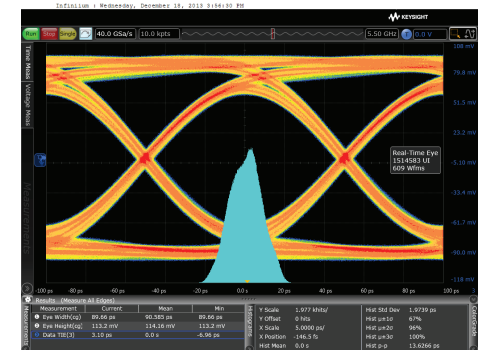 Infiniium : Wednesday, December 18, 2013 3:56:30 PM
KEYSIGHT
Run Stop Single 40.0 GSa/s 10.0 kpts 5.50 GHz T 0.0 V
Time Meas
Voltage Meas
Measurements
108 mV
79.8 mV
51.5 mV
23.2 mV
-5.10 mV
-33.4 mV
-61.7 mV
-90.0 mV
-118 mV
Real-Time Eye
1514583 UI
609 Wfms
-100 ps -80 ps -60 ps -40 ps -20 ps 0.0 s 20 ps 40 ps 60 ps 80 ps 100 ps
Results (Measure All Edges)
Measurement Current Mean Min
Eye Width(cg) 89.66 ps 90.385 ps 89.66 ps
Eye Height(cg) 113.2 mV 114.16 mV 113.2 mV
Data TIE(3) 3.10 ps 0.0 s -6.96 ps
Measurements
Histograms
Y Scale 1.977 khits/
Y Offset 0 hits
X Scale 5.0000 ps/
X Position -146.5 fs
Hist Mean 0.0 s
Hist Std Dev 1.9739 ps
Hist µ±1σ 67%
Hist µ±2σ 96%
Hist µ±3σ 100%
Hist p-p 13.6266 ps
ColorScale